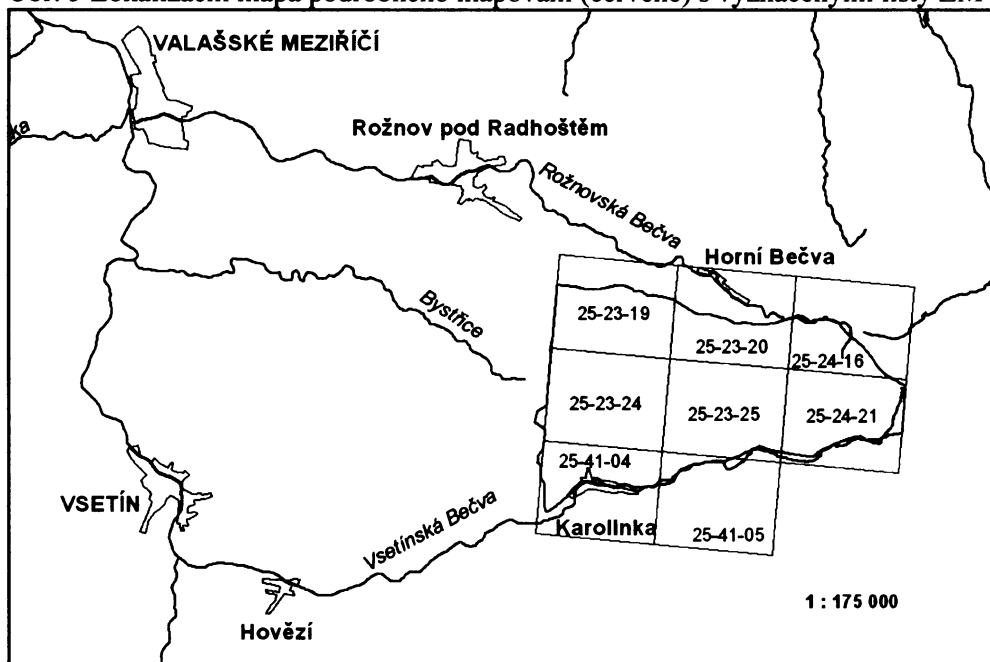 VALAŠSKÉ MEZIŘÍČÍ
Rožnov pod Radhoštěm
Rožnovská Bečva
Horní Bečva
Bystřice
25-23-19
25-23-20
25-24-16
25-23-24
25-23-25
25-24-21
25-41-04
VSETÍN
Vsetínská Bečva
Karolinka
25-41-05
1 : 175 000
Hovězí